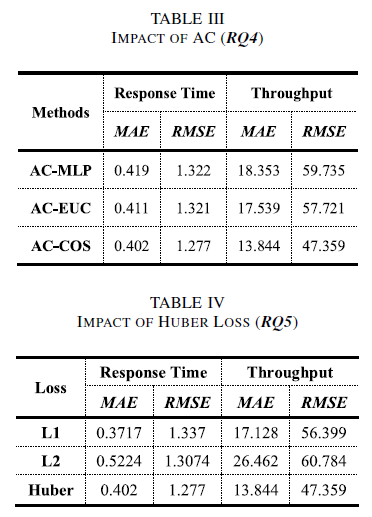 TABLE III
IMPACT OF AC (RQ4)
Methods Response Time Throughput
MAE RMSE MAE RMSE
AC-MLP 0.419 1.322 18.353 59.735
AC-EUC 0.411 1.321 17.539 57.721
AC-COS 0.402 1.277 13.844 47.359
TABLE IV
IMPACT OF HUBER LOSS (RQ5)
Loss Response Time Throughput
MAE RMSE MAE RMSE
L1 0.3717 1.337 17.128 56.399
L2 0.5224 1.3074 26.462 60.784
Huber 0.402 1.277 13.844 47.359